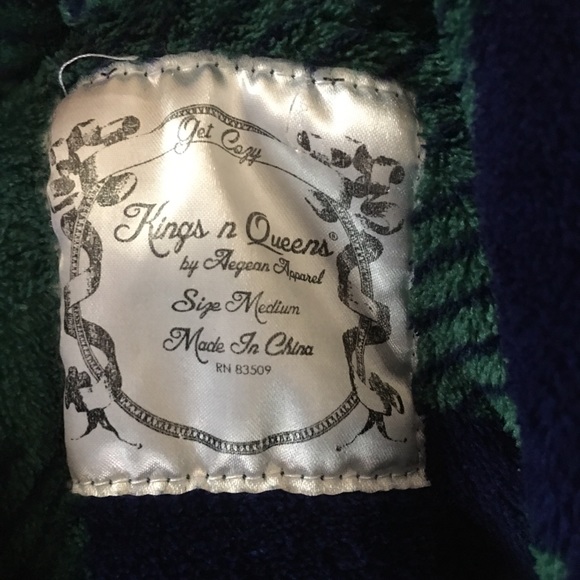 Get Cozy
Kings n Queens®
by Aegean Apparel
Size Medium
Made In China
RN 83509